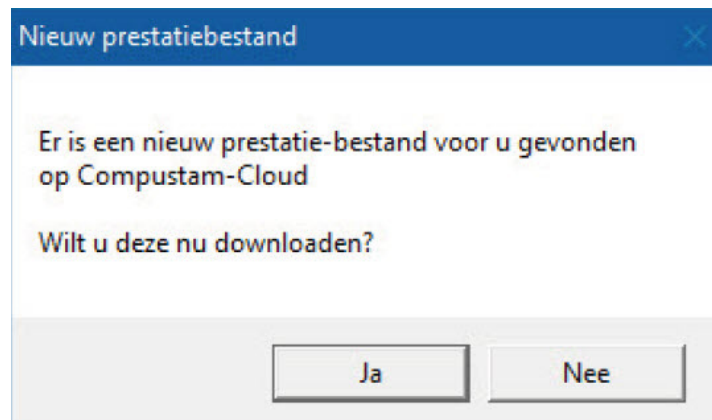 Nieuw prestatiebestand
Er is een nieuw prestatie-bestand voor u gevonden
op Compustam-Cloud
Wilt u deze nu downloaden?
Ja
Nee